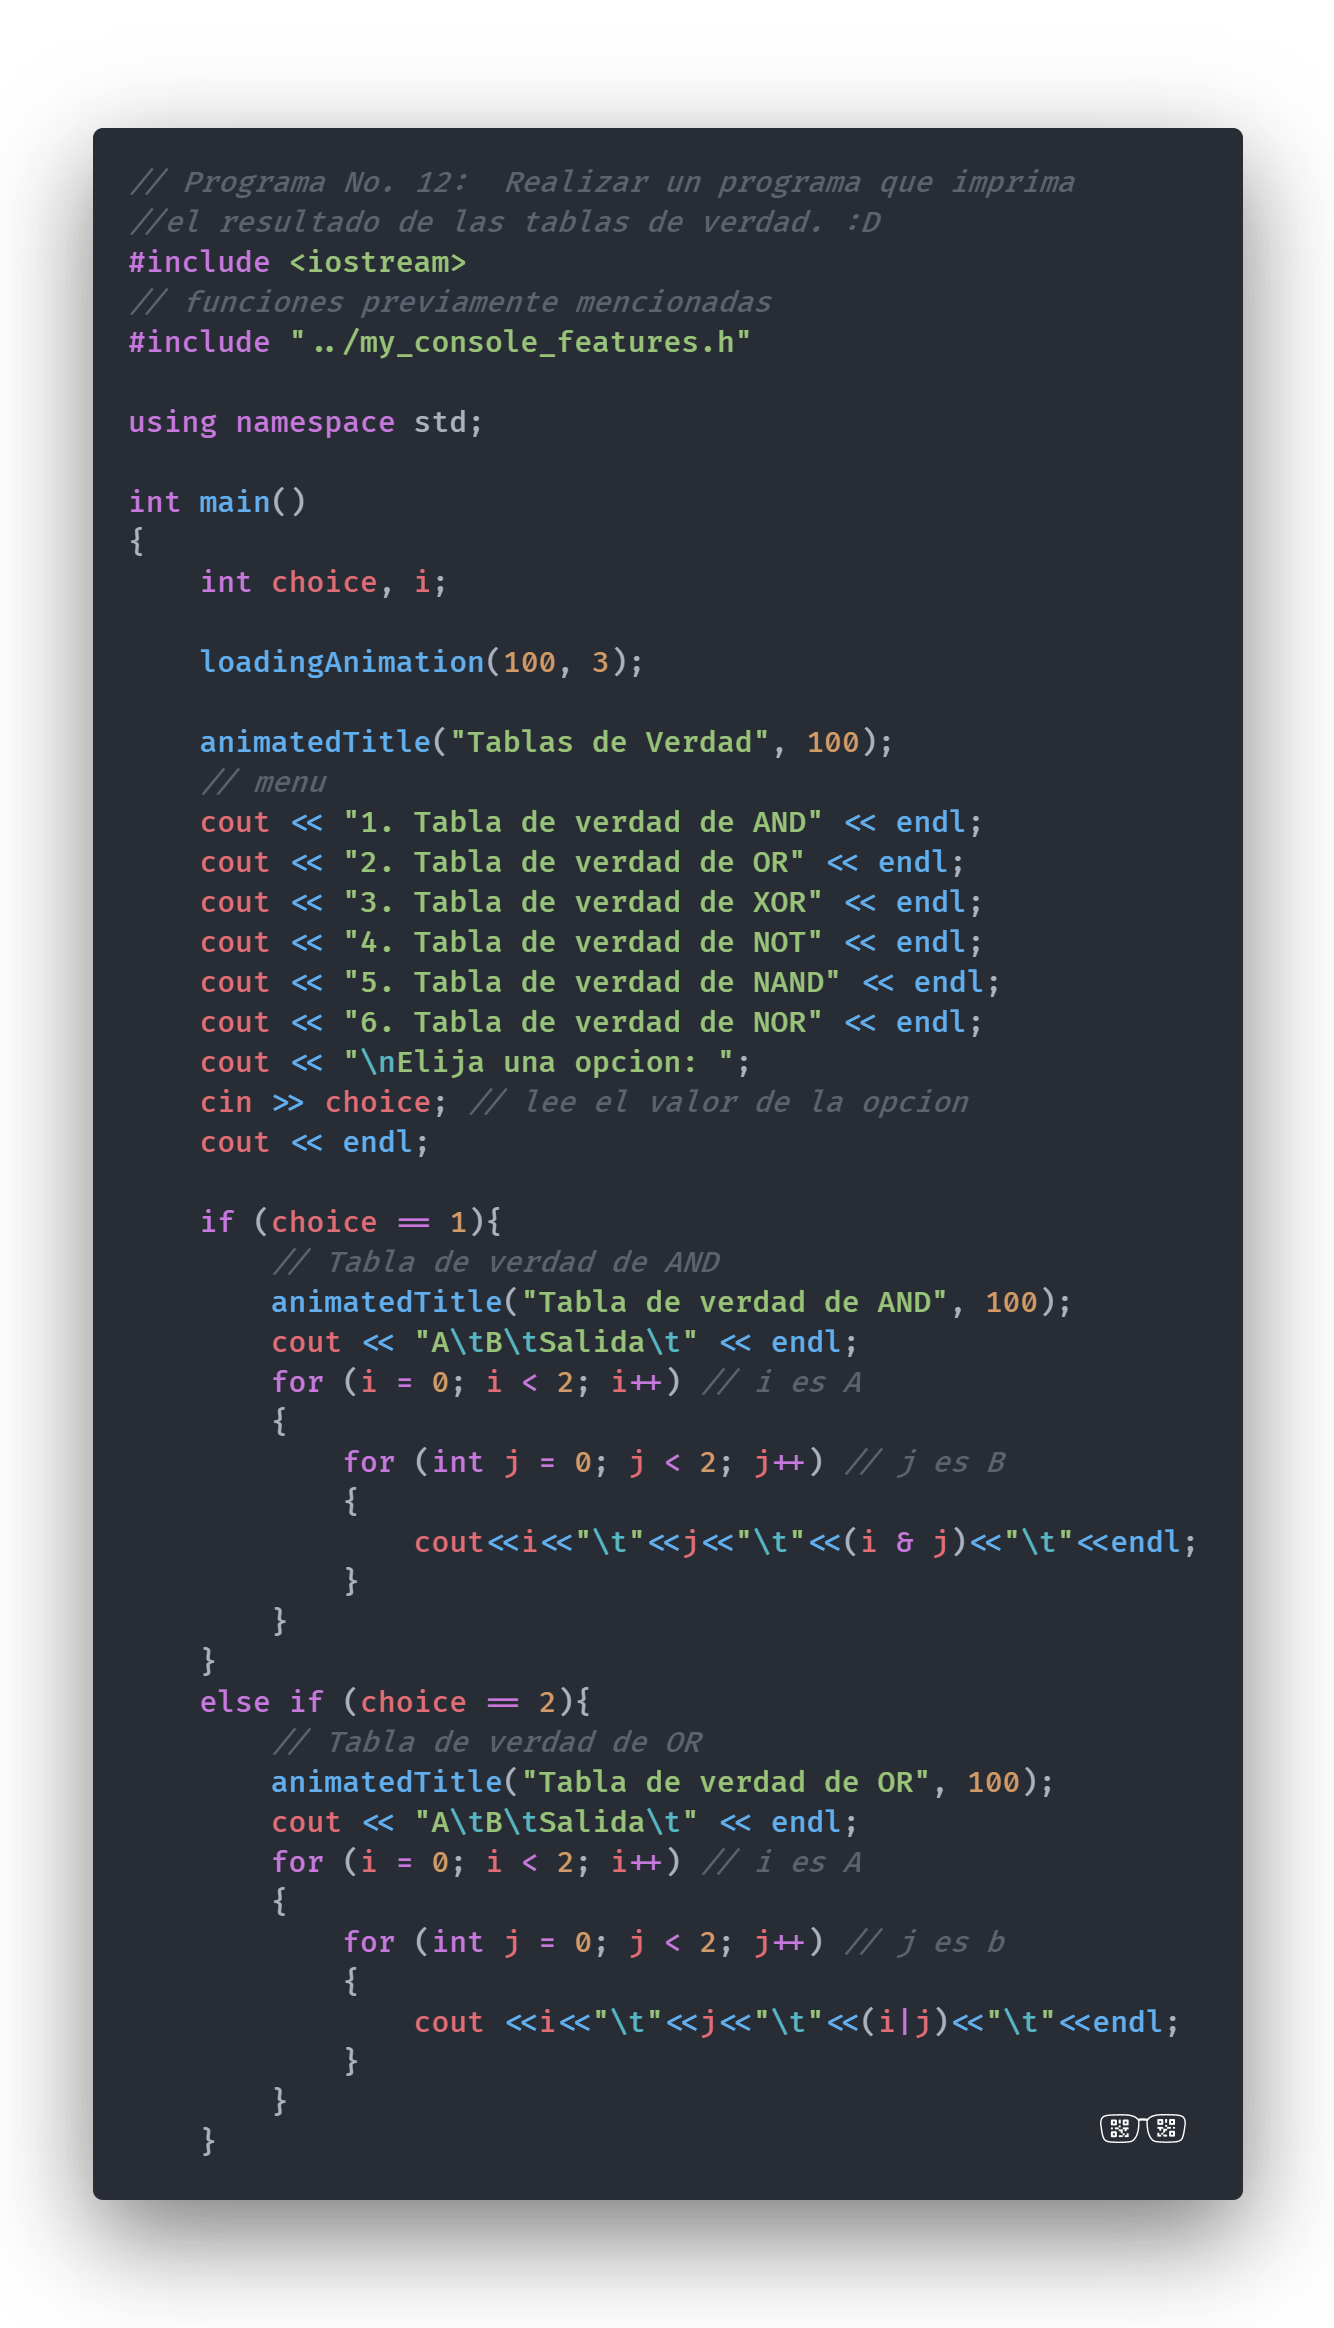 // Programa No. 12:  Realizar un programa que imprima
//el resultado de las tablas de verdad. :D
#include <iostream>
// funciones previamente mencionadas
#include "../my_console_features.h"

using namespace std;

int main()
{
    int choice, i;

    loadingAnimation(100, 3);

    animatedTitle("Tablas de Verdad", 100);
    // menu
    cout << "1. Tabla de verdad de AND" << endl;
    cout << "2. Tabla de verdad de OR" << endl;
    cout << "3. Tabla de verdad de XOR" << endl;
    cout << "4. Tabla de verdad de NOT" << endl;
    cout << "5. Tabla de verdad de NAND" << endl;
    cout << "6. Tabla de verdad de NOR" << endl;
    cout << "\nElija una opcion: ";
    cin >> choice; // lee el valor de la opcion
    cout << endl;

    if (choice == 1){
        // Tabla de verdad de AND
        animatedTitle("Tabla de verdad de AND", 100);
        cout << "A\tB\tSalida\t" << endl;
        for (i = 0; i < 2; i++) // i es A
        {
            for (int j = 0; j < 2; j++) // j es B
            {
                cout<<i<<"\t"<<j<<"\t"<<(i & j)<<"\t"<<endl;
            }
        }
    }
    else if (choice == 2){
        // Tabla de verdad de OR
        animatedTitle("Tabla de verdad de OR", 100);
        cout << "A\tB\tSalida\t" << endl;
        for (i = 0; i < 2; i++) // i es A
        {
            for (int j = 0; j < 2; j++) // j es b
            {
                cout <<i<<"\t"<<j<<"\t"<<(i|j)<<"\t"<<endl;
            }
        }
    }